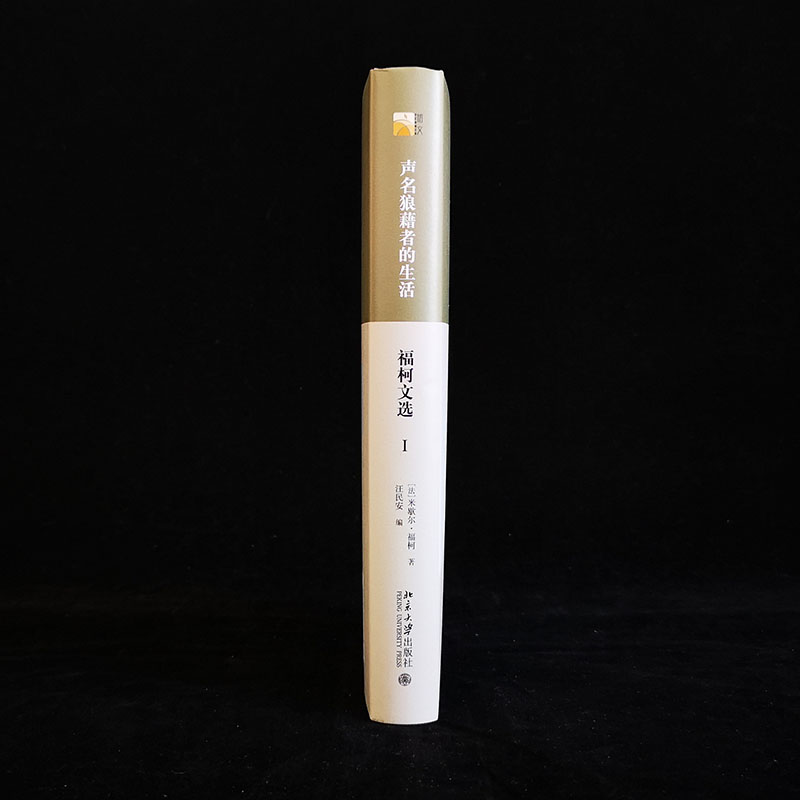 声名狼藉者的生活
福柯文选 I
[法]米歇尔·福柯 著
汪民安 编
北京大学出版社
PEKING UNIVERSITY PRESS